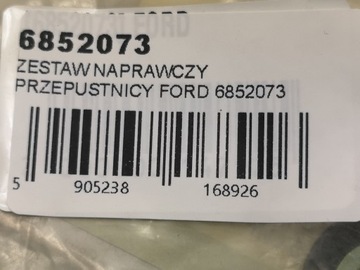 6852073
ZESTAW NAPRAWCZY
PRZEPUSTNICY FORD 6852073
5 905238 168926